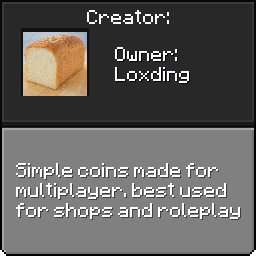 Creator:
Owner:
Loxding
Simple coins made for
multiplayer, best used
for shops and roleplay